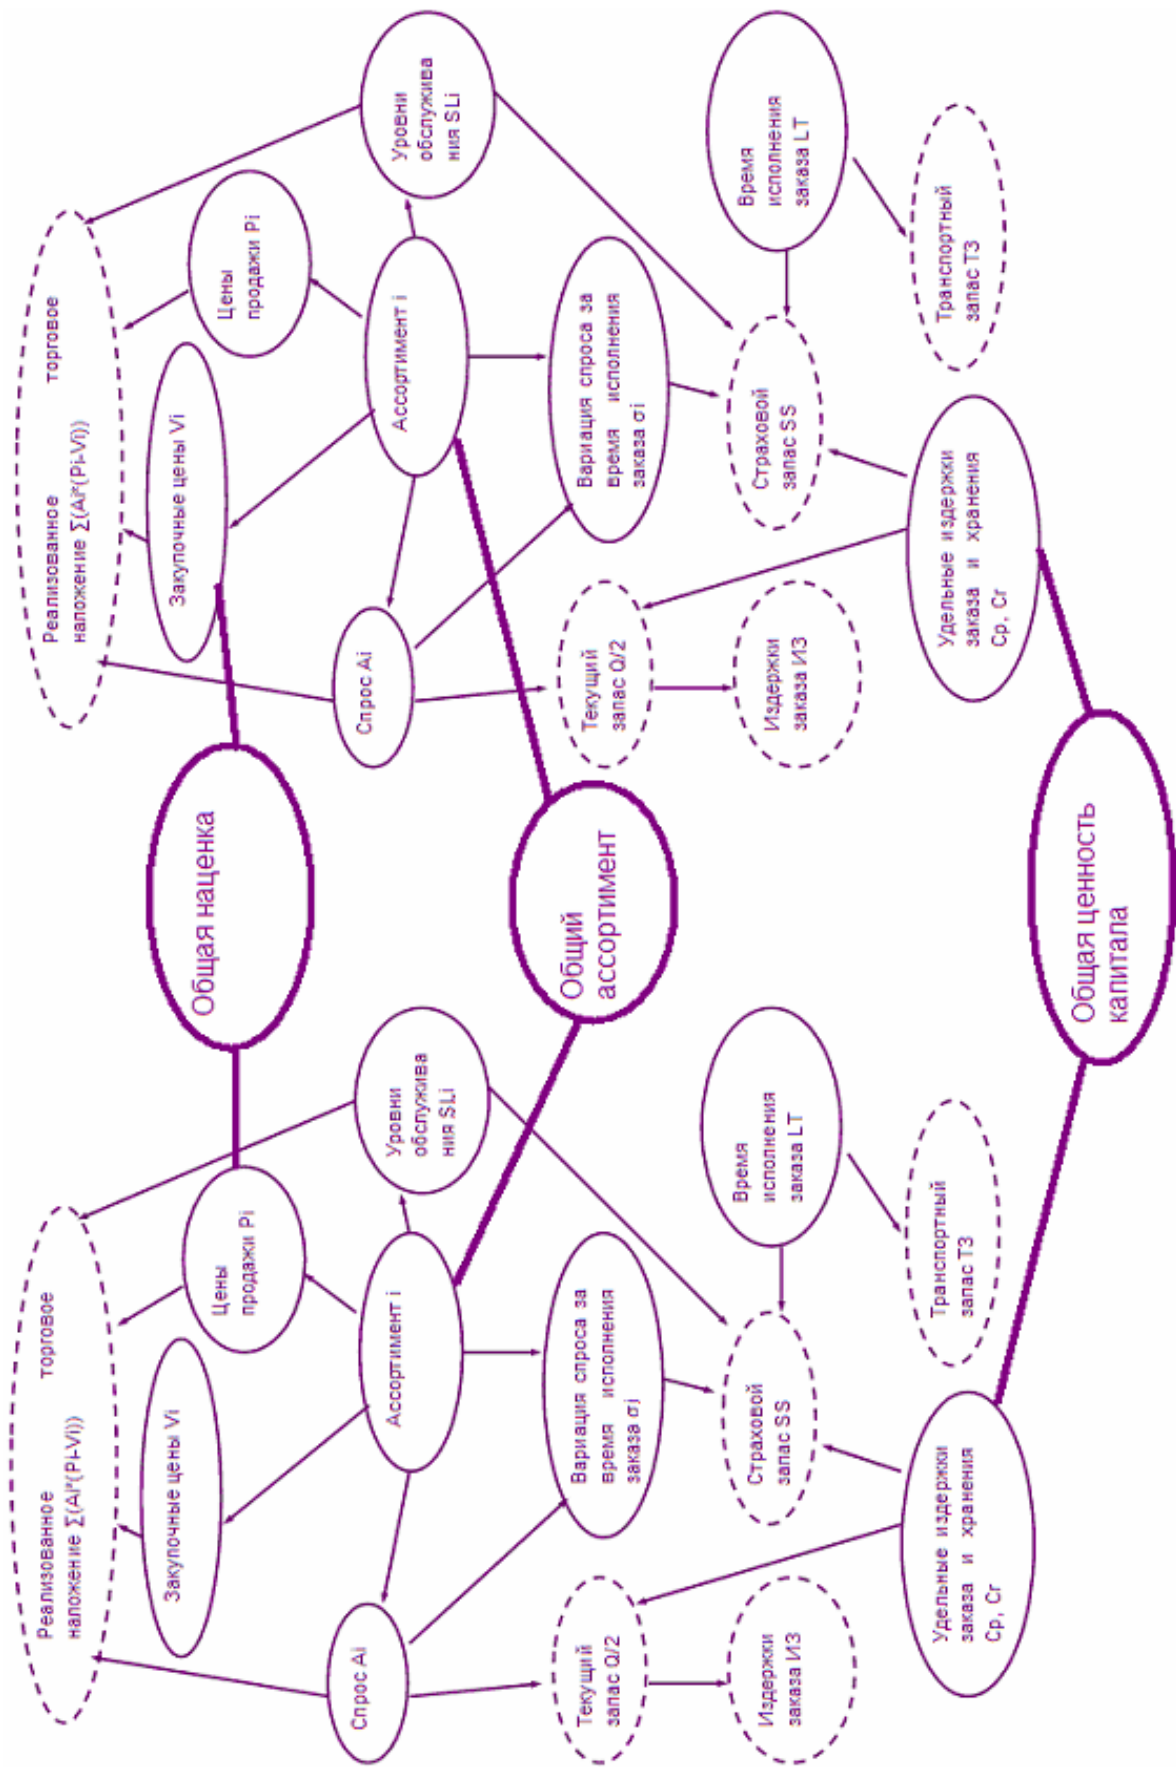 Реализованное торговое
наложение ∑(Ai*(Pi-Vi))
Закупочные цены Vi
Цены
продажи Pi
Спрос Ai
Ассортимент i
Уровни
обслужива
ния SLi
Текущий
запас Q/2
Вариация спроса за
время исполнения
заказа σj
Издержки
заказа ИЗ
Страховой
запас SS
Время
исполнения
заказа LT
Удельные издержки
заказа и хранения
Cp, Cr
Транспортный
запас ТЗ
Общая наценка
Общий
ассортимент
Общая ценность
капитала
Реализованное торговое
наложение ∑(Ai*(Pi-Vi))
Закупочные цены Vi
Цены
продажи Pi
Спрос Ai
Ассортимент i
Уровни
обслужива
ния SLi
Текущий
запас Q/2
Вариация спроса за
время исполнения
заказа σi
Издержки
заказа ИЗ
Страховой
запас SS
Время
исполнения
заказа LT
Удельные издержки
заказа и хранения
Cp, Cr
Транспортный
запас ТЗ